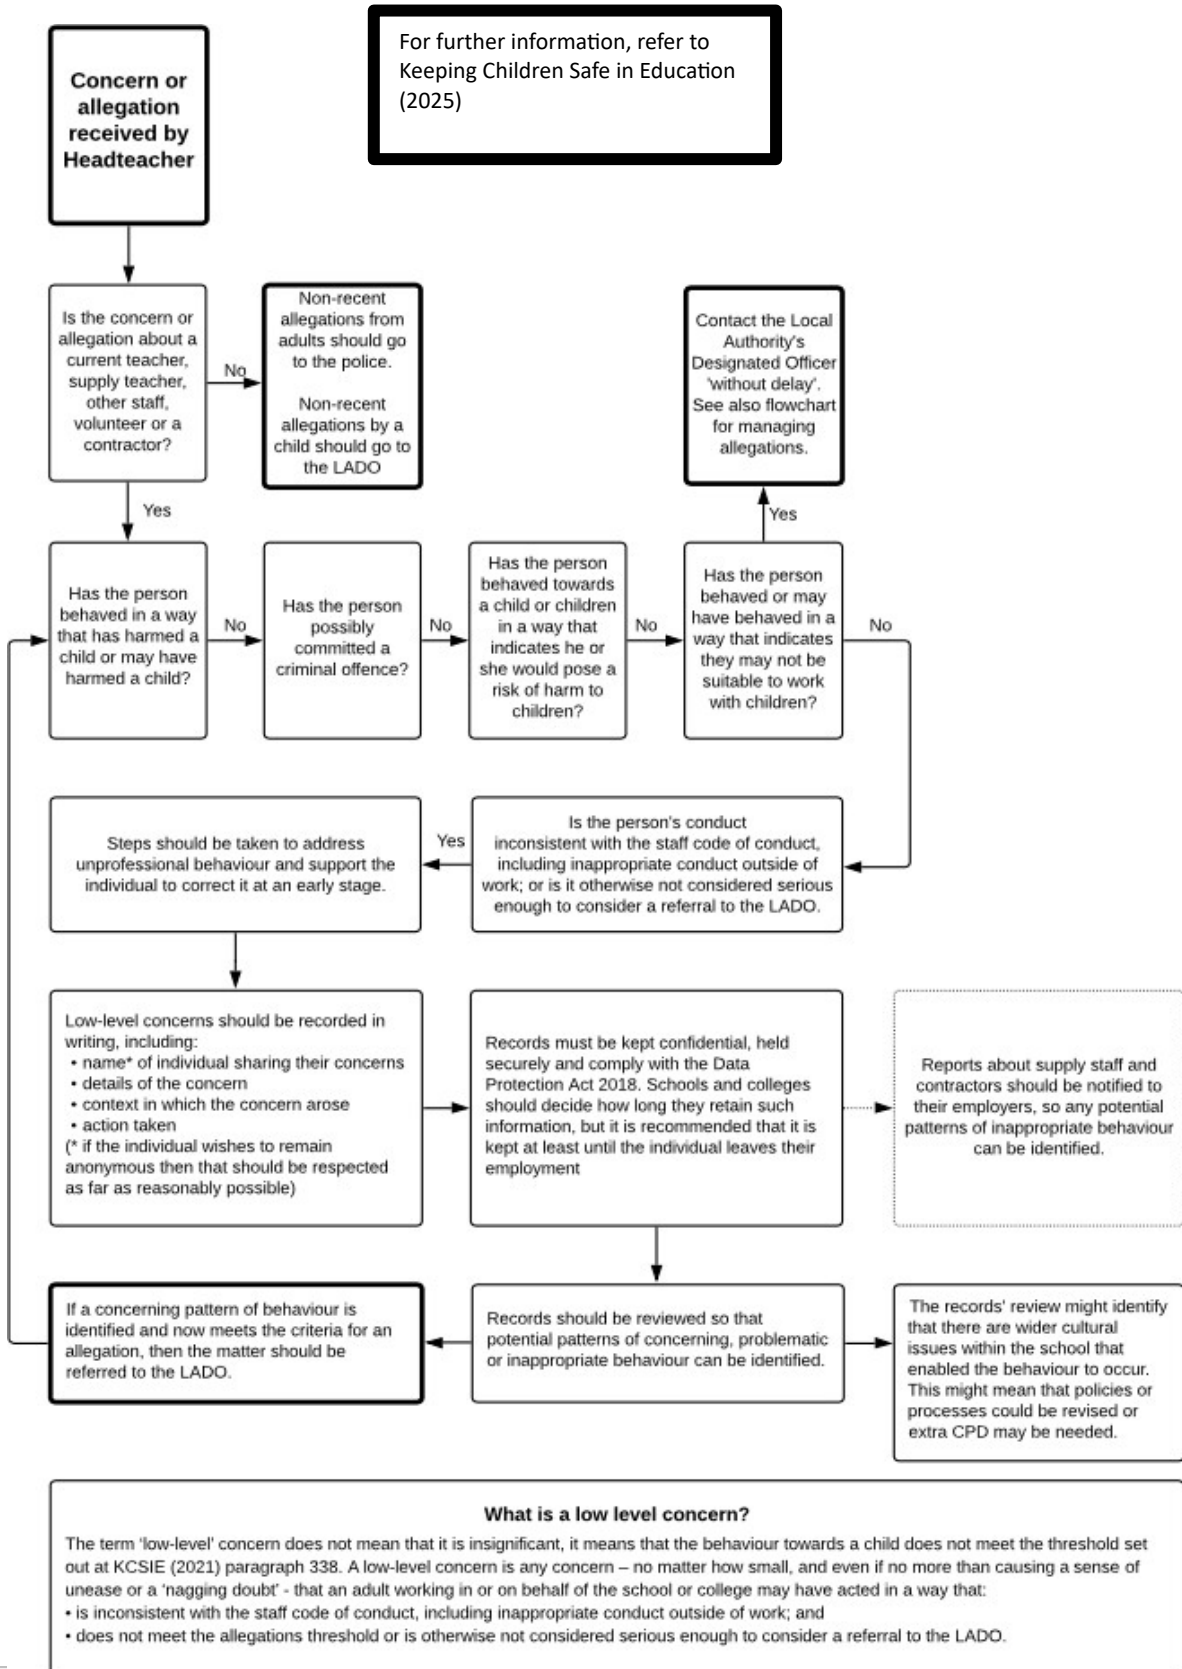 Concern or
allegation
received by
Headteacher
For further information, refer to
Keeping Children Safe in Education
(2025)
Is the concern or
allegation about a
current teacher,
supply teacher,
other staff,
volunteer or a
contractor?
No
Non-recent
allegations from
adults should go
to the police.
Non-recent
allegations by a
child should go to
the LADO
Contact the Local
Authority's
Designated Officer
'without delay'.
See also flowchart
for managing
allegations.
Yes
Yes
Has the person
behaved in a way
that has harmed a
child or may have
harmed a child?
No
Has the person
possibly
committed a
criminal offence?
No
Has the person
behaved towards
a child or children
in a way that
indicates he or
she would pose a
risk of harm to
children?
No
Has the person
behaved or may
have behaved in a
way that indicates
they may not be
suitable to work
with children?
No
Is the person's conduct
inconsistent with the staff code of conduct,
including inappropriate conduct outside of
work; or is it otherwise not considered serious
enough to consider a referral to the LADO.
Yes
Steps should be taken to address
unprofessional behaviour and support the
individual to correct it at an early stage.
Low-level concerns should be recorded in
writing, including:
• name* of individual sharing their concerns
• details of the concern
• context in which the concern arose
• action taken
(* if the individual wishes to remain
anonymous then that should be respected
as far as reasonably possible)
Records must be kept confidential, held
securely and comply with the Data
Protection Act 2018. Schools and colleges
should decide how long they retain such
information, but it is recommended that it is
kept at least until the individual leaves their
employment
Reports about supply staff and
contractors should be notified to
their employers, so any potential
patterns of inappropriate behaviour
can be identified.
If a concerning pattern of behaviour is
identified and now meets the criteria for an
allegation, then the matter should be
referred to the LADO.
Records should be reviewed so that
potential patterns of concerning, problematic
or inappropriate behaviour can be identified.
The records' review might identify
that there are wider cultural
issues within the school that
enabled the behaviour to occur.
This might mean that policies or
processes could be revised or
extra CPD may be needed.
What is a low level concern?
The term 'low-level' concern does not mean that it is insignificant, it means that the behaviour towards a child does not meet the threshold set
out at KCSIE (2021) paragraph 338. A low-level concern is any concern – no matter how small, and even if no more than causing a sense of
unease or a 'nagging doubt' - that an adult working in or on behalf of the school or college may have acted in a way that:
• is inconsistent with the staff code of conduct, including inappropriate conduct outside of work; and
• does not meet the allegations threshold or is otherwise not considered serious enough to consider a referral to the LADO.